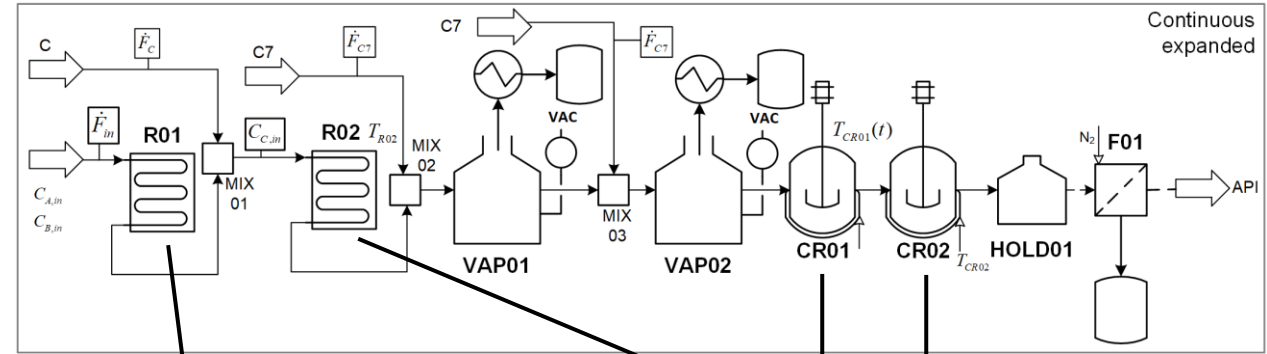 Continuous
expanded
C
Ḟ_C
C7
Ḟ_C7
C7
Ḟ_C7
Ḟ_in
R01
C_C,in
R02
T_R02
MIX
02
VAC
VAC
T_CR01(t)
N₂
F01
C_A,in
C_B,in
MIX
01
MIX
03
API
VAP01
VAP02
CR01
CR02
T_CR02
HOLD01